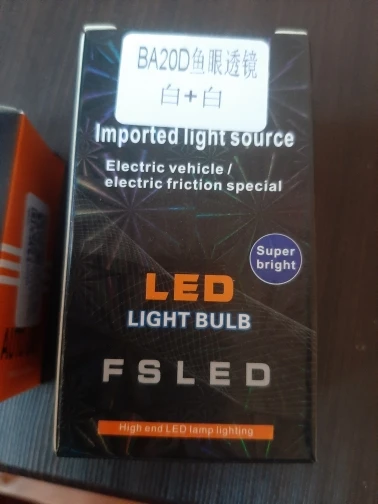 BA20D鱼眼透镜
白+白
Imported light source
Electric vehicle /
electric friction special
Super
bright
LED
LIGHT BULB
FSLED
High end LED lamp lighting